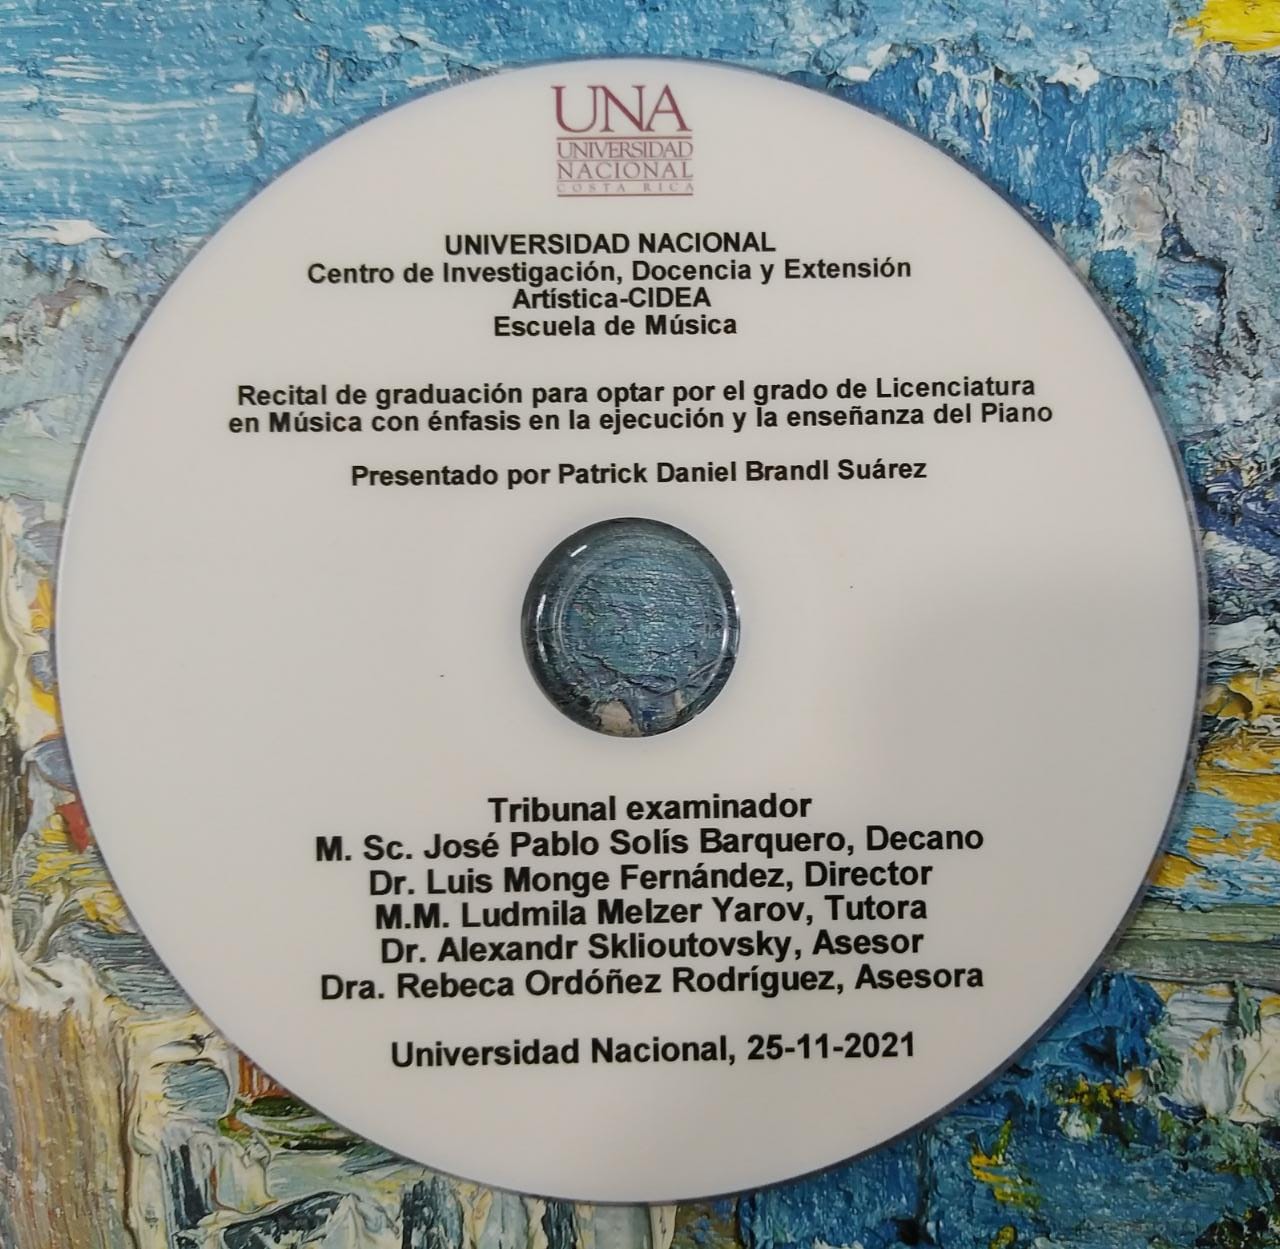 UNA
UNIVERSIDAD
NACIONAL
COSTA RICA
UNIVERSIDAD NACIONAL
Centro de Investigación, Docencia y Extensión
Artística-CIDEA
Escuela de Música
Recital de graduación para optar por el grado de Licenciatura
en Música con énfasis en la ejecución y la enseñanza del Piano
Presentado por Patrick Daniel Brandl Suárez
Tribunal examinador
M. Sc. José Pablo Solís Barquero, Decano
Dr. Luis Monge Fernández, Director
M.M. Ludmila Melzer Yarov, Tutora
Dr. Alexandr Sklioutovsky, Asesor
Dra. Rebeca Ordóñez Rodríguez, Asesora
Universidad Nacional, 25-11-2021